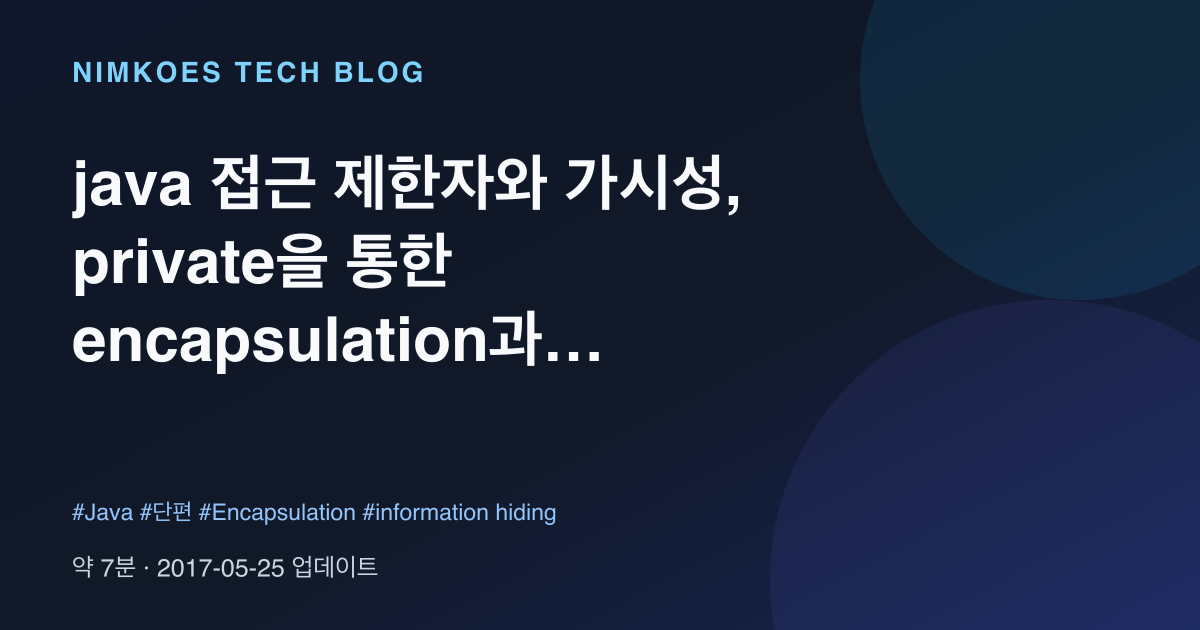 NIMKOES TECH BLOG
java 접근 제한자와 가시성,
private을 통한
encapsulation과…
#Java #단편 #Encapsulation #information hiding
약 7분 · 2017-05-25 업데이트